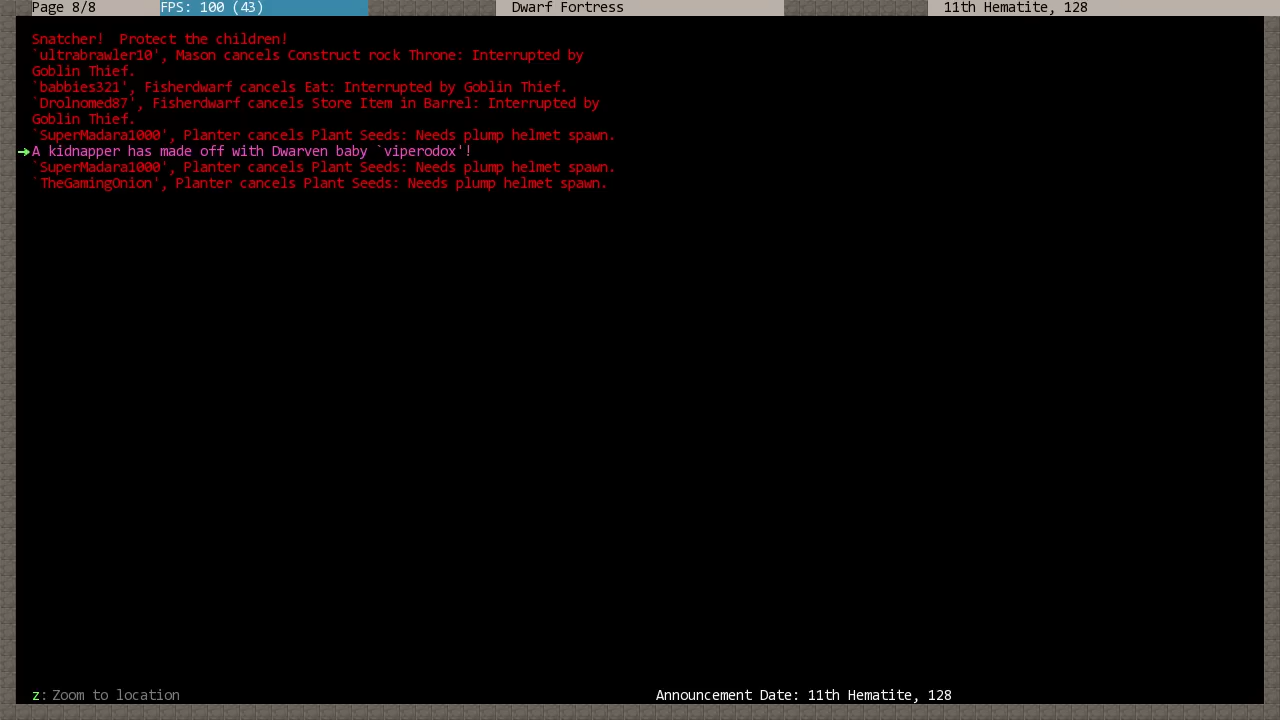 Page 8/8 FPS: 100 (43) Dwarf Fortress 11th Hematite, 128
Snatcher!  Protect the children!
`ultrabrawler10', Mason cancels Construct rock Throne: Interrupted by
Goblin Thief.
`babbies321', Fisherdwarf cancels Eat: Interrupted by Goblin Thief.
`Drolnomed87', Fisherdwarf cancels Store Item in Barrel: Interrupted by
Goblin Thief.
`SuperMadara1000', Planter cancels Plant Seeds: Needs plump helmet spawn.
A kidnapper has made off with Dwarven baby `viperodox'!
`SuperMadara1000', Planter cancels Plant Seeds: Needs plump helmet spawn.
`TheGamingOnion', Planter cancels Plant Seeds: Needs plump helmet spawn.
z: Zoom to location Announcement Date: 11th Hematite, 128